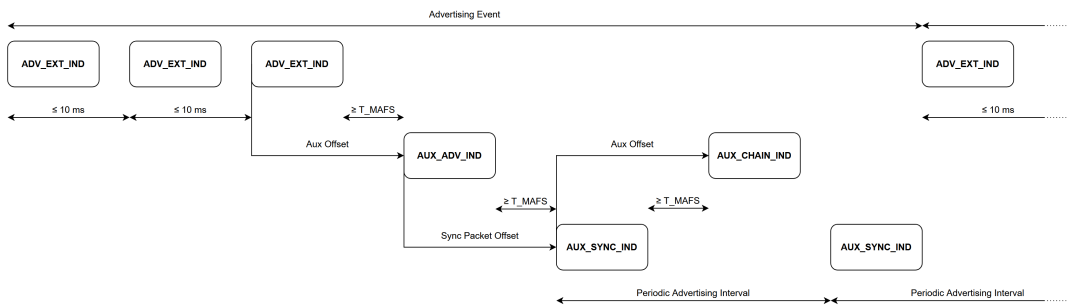 Advertising Event
ADV_EXT_IND ADV_EXT_IND ADV_EXT_IND ADV_EXT_IND
≤ 10 ms ≤ 10 ms ≥ T_MAFS ≤ 10 ms
Aux Offset Aux Offset
AUX_ADV_IND AUX_CHAIN_IND
≥ T_MAFS ≥ T_MAFS
Sync Packet Offset
AUX_SYNC_IND AUX_SYNC_IND
Periodic Advertising Interval Periodic Advertising Interval